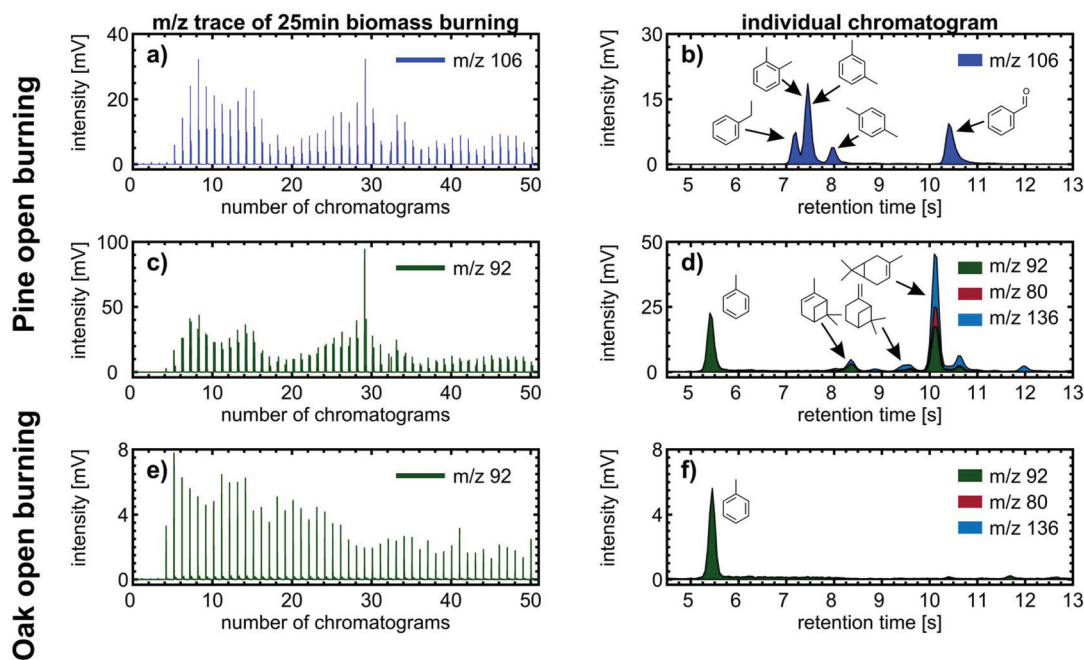 m/z trace of 25min biomass burning
individual chromatogram
Pine open burning
Oak open burning
a)
m/z 106
intensity [mV]
40
20
0
0 10 20 30 40 50
number of chromatograms
b)
m/z 106
intensity [mV]
30
15
0
O
5 6 7 8 9 10 11 12 13
retention time [s]
c)
m/z 92
intensity [mV]
100
50
0
0 10 20 30 40 50
number of chromatograms
d)
m/z 92
m/z 80
m/z 136
intensity [mV]
50
25
0
5 6 7 8 9 10 11 12 13
retention time [s]
e)
m/z 92
intensity [mV]
8
4
0
0 10 20 30 40 50
number of chromatograms
f)
m/z 92
m/z 80
m/z 136
intensity [mV]
8
4
0
5 6 7 8 9 10 11 12 13
retention time [s]